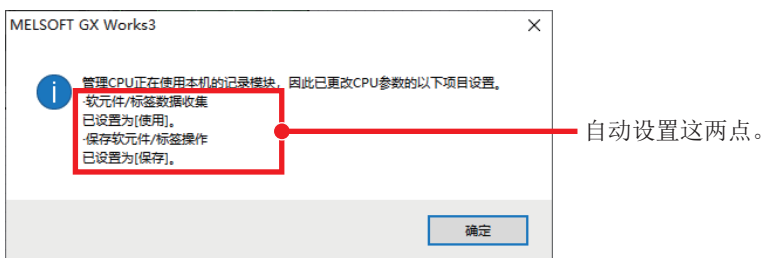 MELSOFT GX Works3
管理CPU正在使用本机的记录模块，因此已更改CPU参数的以下项目设置。
·软元件/标签数据收集
已设置为[使用]。
·保存软元件/标签操作
已设置为[保存]。
自动设置这两点。
确定